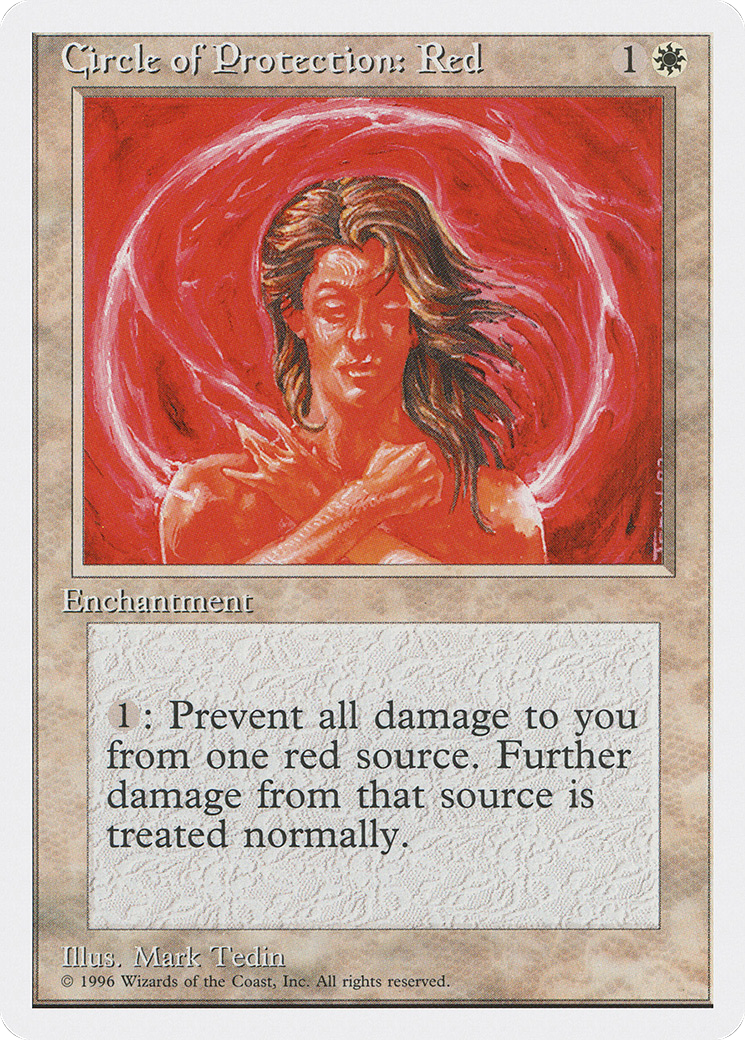 Circle of Protection: Red 1
Enchantment
1: Prevent all damage to you
from one red source. Further
damage from that source is
treated normally.
Illus. Mark Tedin
© 1996 Wizards of the Coast, Inc. All rights reserved.